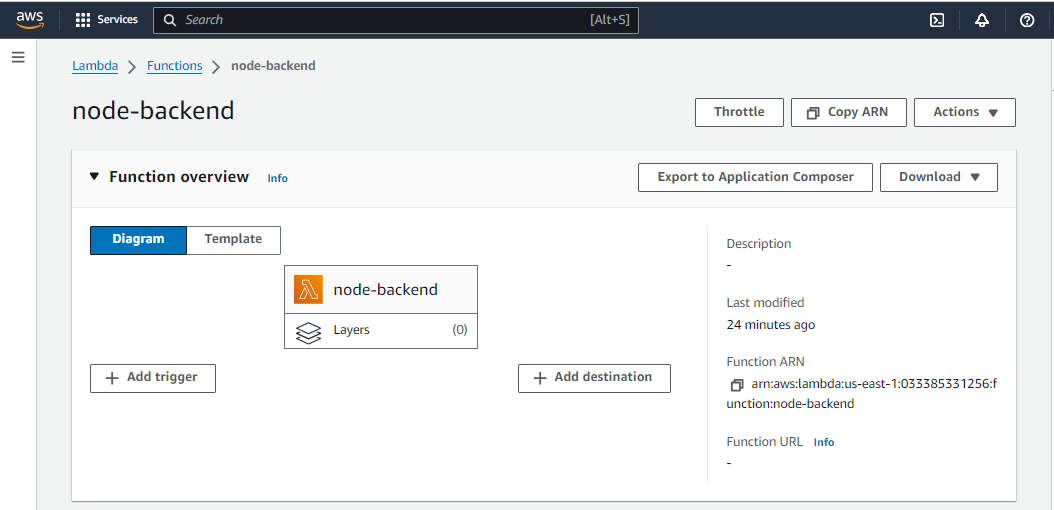 aws Services Search [Alt+S]
Lambda Functions node-backend
node-backend Throttle Copy ARN Actions
Function overview Info Export to Application Composer Download
Diagram Template
node-backend
Layers (0)
+ Add trigger + Add destination
Description
-
Last modified
24 minutes ago
Function ARN
arn:aws:lambda:us-east-1:033385331256:f
unction:node-backend
Function URL Info
-